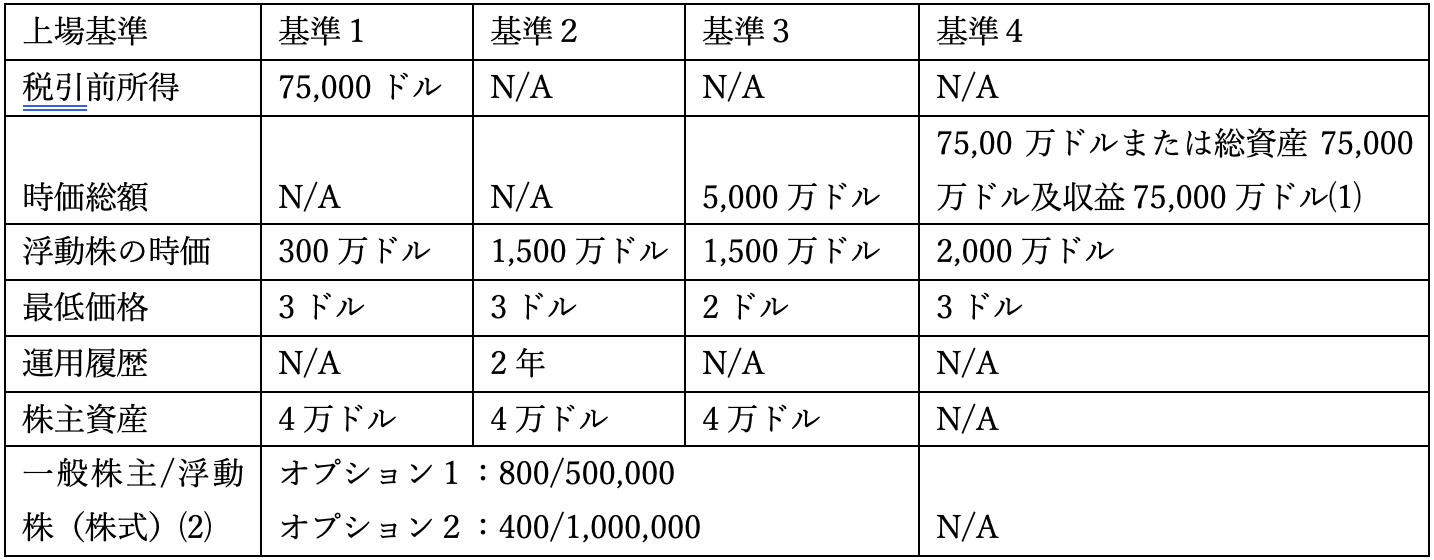 上場基準 基準1 基準2 基準3 基準4
税引前所得 75,000 ドル N/A N/A N/A
75,00 万ドルまたは総資産 75,000
時価総額 N/A N/A 5,000 万ドル 万ドル及収益 75,000 万ドル(1)
浮動株の時価 300 万ドル 1,500 万ドル 1,500 万ドル 2,000 万ドル
最低価格 3 ドル 3 ドル 2 ドル 3 ドル
運用履歴 N/A 2 年 N/A N/A
株主資産 4 万ドル 4 万ドル 4 万ドル N/A
一般株主/浮動 オプション 1 ：800/500,000
株（株式）(2) オプション 2 ：400/1,000,000 N/A